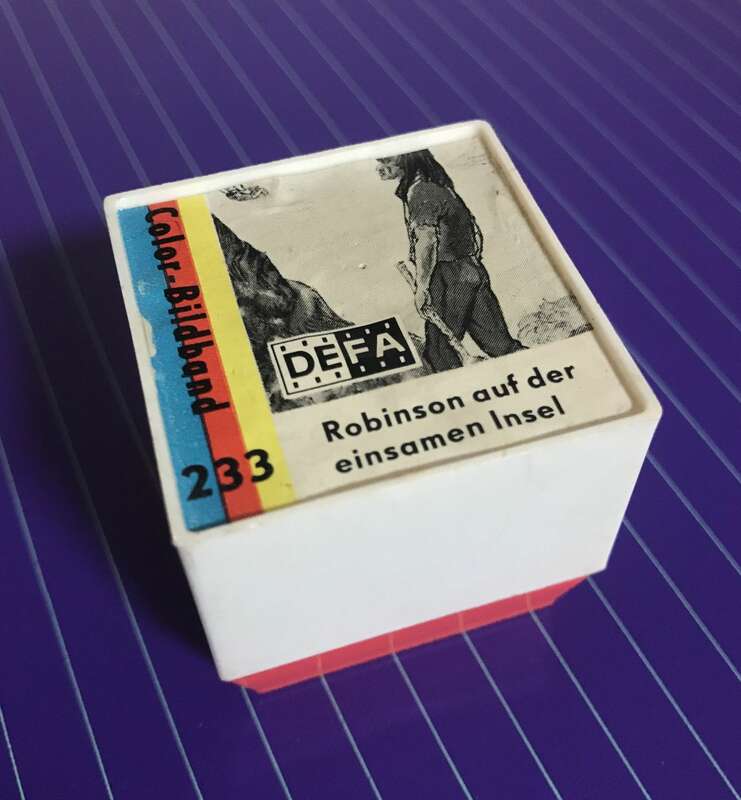 Color-Bildband
DEFA
Robinson auf der
einsamen Insel
233